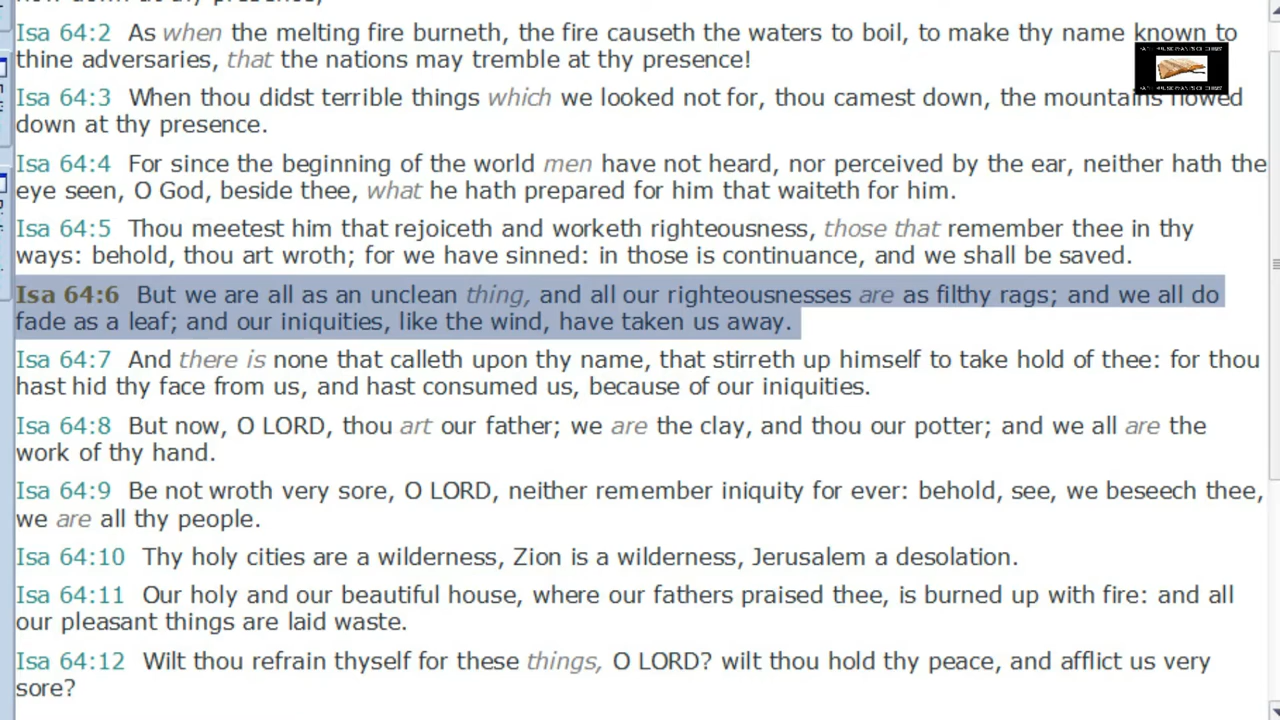 down at thy presence,
Isa 64:2 As when the melting fire burneth, the fire causeth the waters to boil, to make thy name known to
thine adversaries, that the nations may tremble at thy presence!
Isa 64:3 When thou didst terrible things which we looked not for, thou camest down, the mountains flowed
down at thy presence.
Isa 64:4 For since the beginning of the world men have not heard, nor perceived by the ear, neither hath the
eye seen, O God, beside thee, what he hath prepared for him that waiteth for him.
Isa 64:5 Thou meetest him that rejoiceth and worketh righteousness, those that remember thee in thy
ways: behold, thou art wroth; for we have sinned: in those is continuance, and we shall be saved.
Isa 64:6 But we are all as an unclean thing, and all our righteousnesses are as filthy rags; and we all do
fade as a leaf; and our iniquities, like the wind, have taken us away.
Isa 64:7 And there is none that calleth upon thy name, that stirreth up himself to take hold of thee: for thou
hast hid thy face from us, and hast consumed us, because of our iniquities.
Isa 64:8 But now, O LORD, thou art our father; we are the clay, and thou our potter; and we all are the
work of thy hand.
Isa 64:9 Be not wroth very sore, O LORD, neither remember iniquity for ever: behold, see, we beseech thee,
we are all thy people.
Isa 64:10 Thy holy cities are a wilderness, Zion is a wilderness, Jerusalem a desolation.
Isa 64:11 Our holy and our beautiful house, where our fathers praised thee, is burned up with fire: and all
our pleasant things are laid waste.
Isa 64:12 Wilt thou refrain thyself for these things, O LORD? wilt thou hold thy peace, and afflict us very
sore?